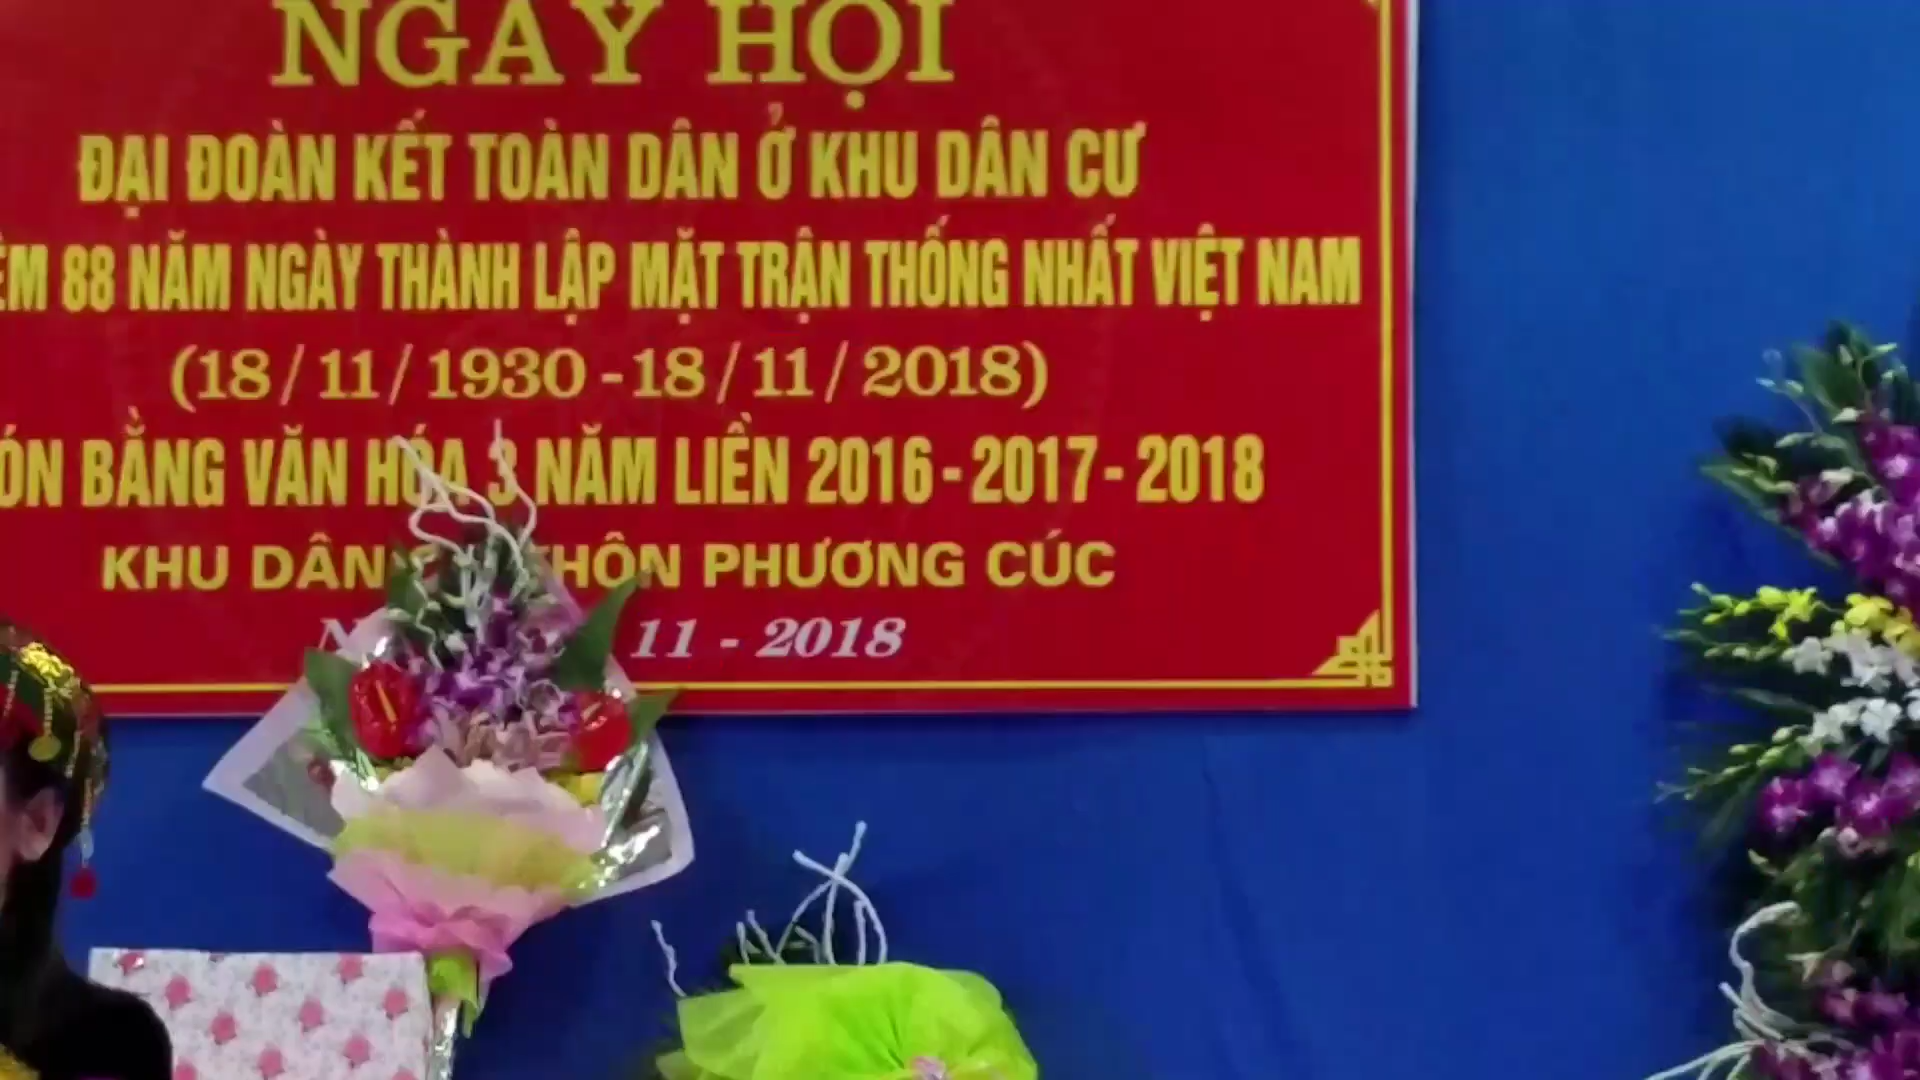 NGÀY HỘI
ĐẠI ĐOÀN KẾT TOÀN DÂN Ở KHU DÂN CƯ
88 NĂM NGÀY THÀNH LẬP MẶT TRẬN THỐNG NHẤT VIỆT NAM
(18/11/1930-18/11/2018)
BẰNG VĂN HÓA 3 NĂM LIỀN 2016-2017-2018
KHU DÂN THÔN PHƯƠNG CÚC
11 - 2018